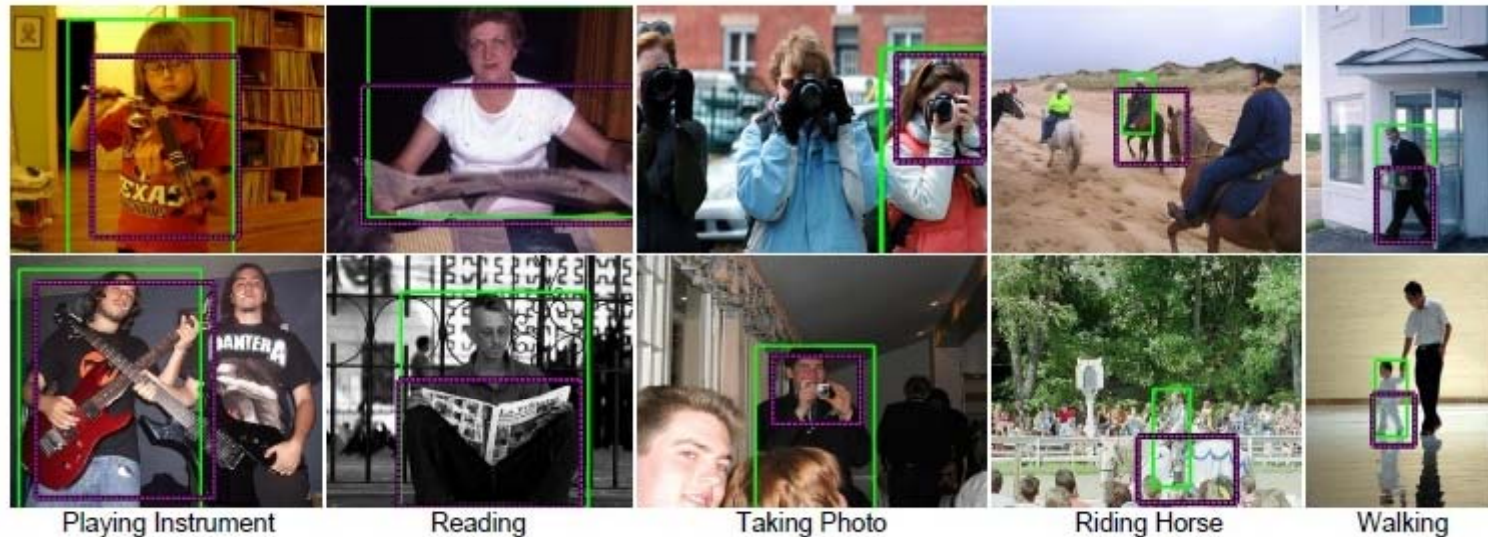 TEXAS
PANTERA
Playing Instrument
Reading
Taking Photo
Riding Horse
Walking